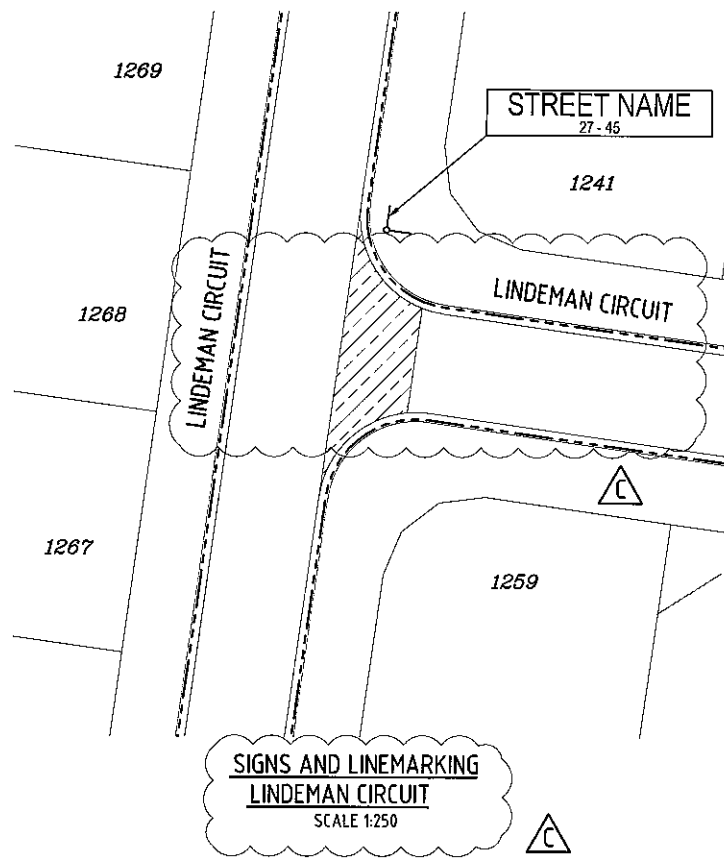 1269
STREET NAME
27 - 45
1241
LINDEMAN CIRCUIT
LINDEMAN CIRCUIT
1268
C
1267
1259
SIGNS AND LINEMARKING
LINDEMAN CIRCUIT
SCALE 1:250
C